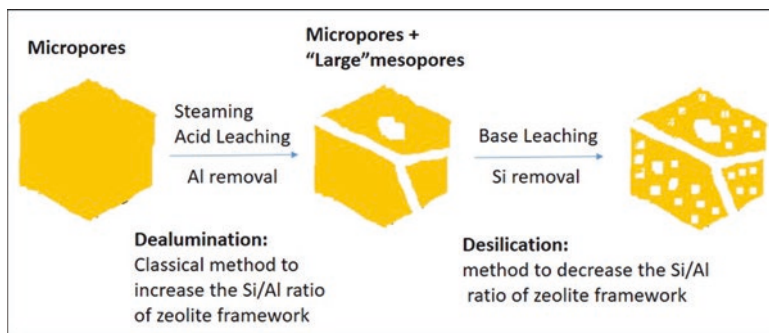 Micropores
Micropores +
“Large”mesopores
Steaming
Acid Leaching
Al removal
Base Leaching
Si removal
Dealumination:
Classical method to
increase the Si/Al ratio
of zeolite framework
Desilication:
method to decrease the Si/Al
ratio of zeolite framework